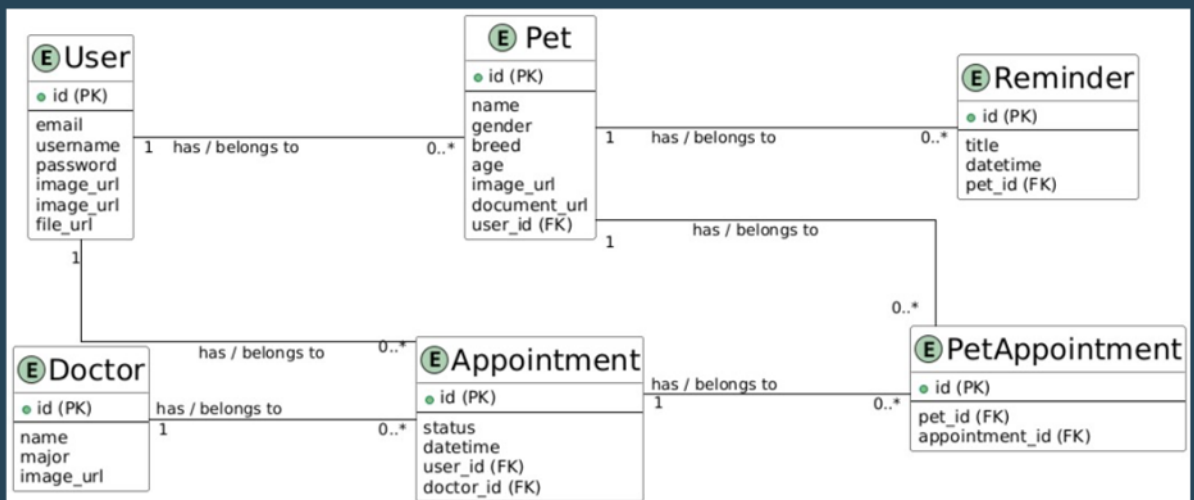 E User
id (PK)
email
username
password
image_url
image_url
file_url
1 has / belongs to 0..*
E Pet
id (PK)
name
gender
breed
age
image_url
document_url
user_id (FK)
1 has / belongs to 0..*
E Reminder
id (PK)
title
datetime
pet_id (FK)
1 has / belongs to 0..*
1 has / belongs to 0..*
E Doctor
id (PK)
name
major
image_url
has / belongs to
1 0..*
E Appointment
id (PK)
status
datetime
user_id (FK)
doctor_id (FK)
has / belongs to
1 0..*
E PetAppointment
id (PK)
pet_id (FK)
appointment_id (FK)